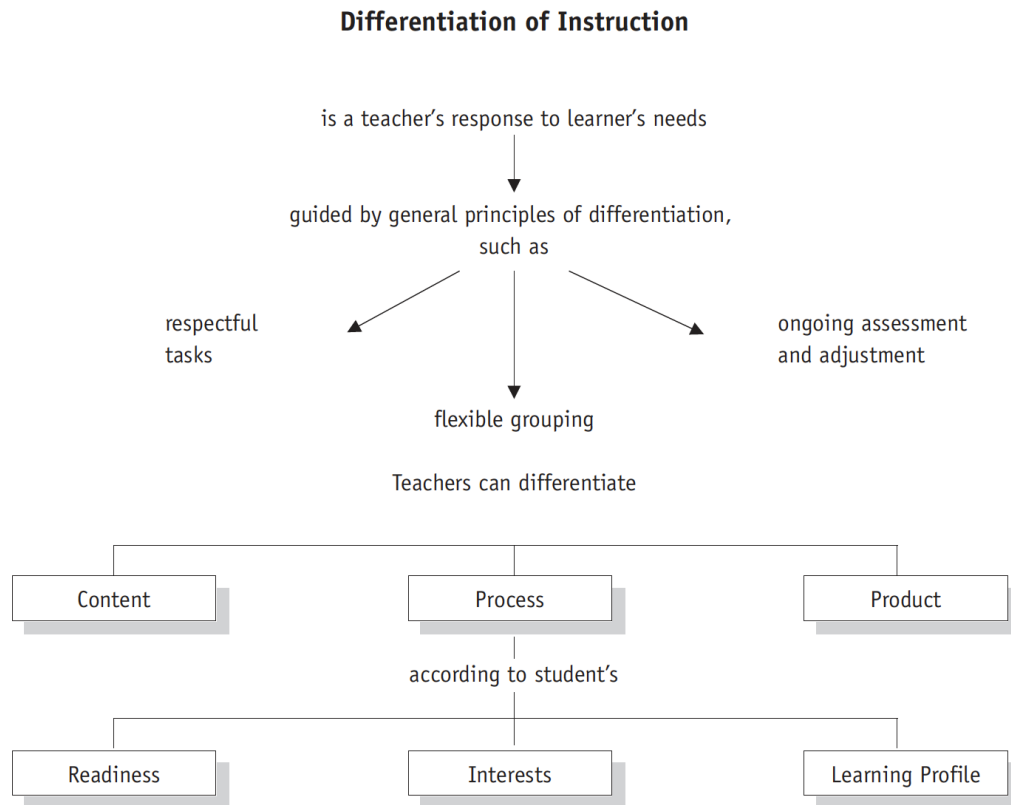 Differentiation of Instruction
is a teacher’s response to learner’s needs
guided by general principles of differentiation,
such as
respectful
tasks
ongoing assessment
and adjustment
flexible grouping
Teachers can differentiate
Content
Process
Product
according to student’s
Readiness
Interests
Learning Profile